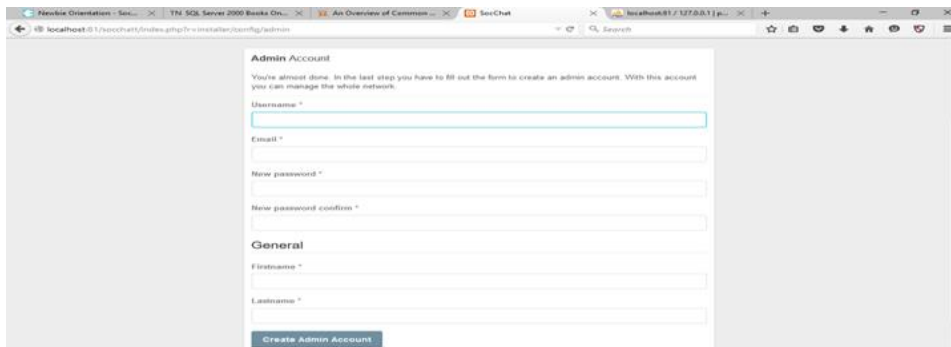 Newbie Orientation - Soc...
TN SQL Server 2000 Books On...
An Overview of Common ...
SocChat
localhost:81 / 127.0.0.1 | p...
localhost:81/socchatt/index.php?r=installer/config/admin
Search
Admin Account
You're almost done. In the last step you have to fill out the form to create an admin account. With this account
you can manage the whole network.
Username *
Email *
New password *
New password confirm *
General
Firstname *
Lastname *
Create Admin Account